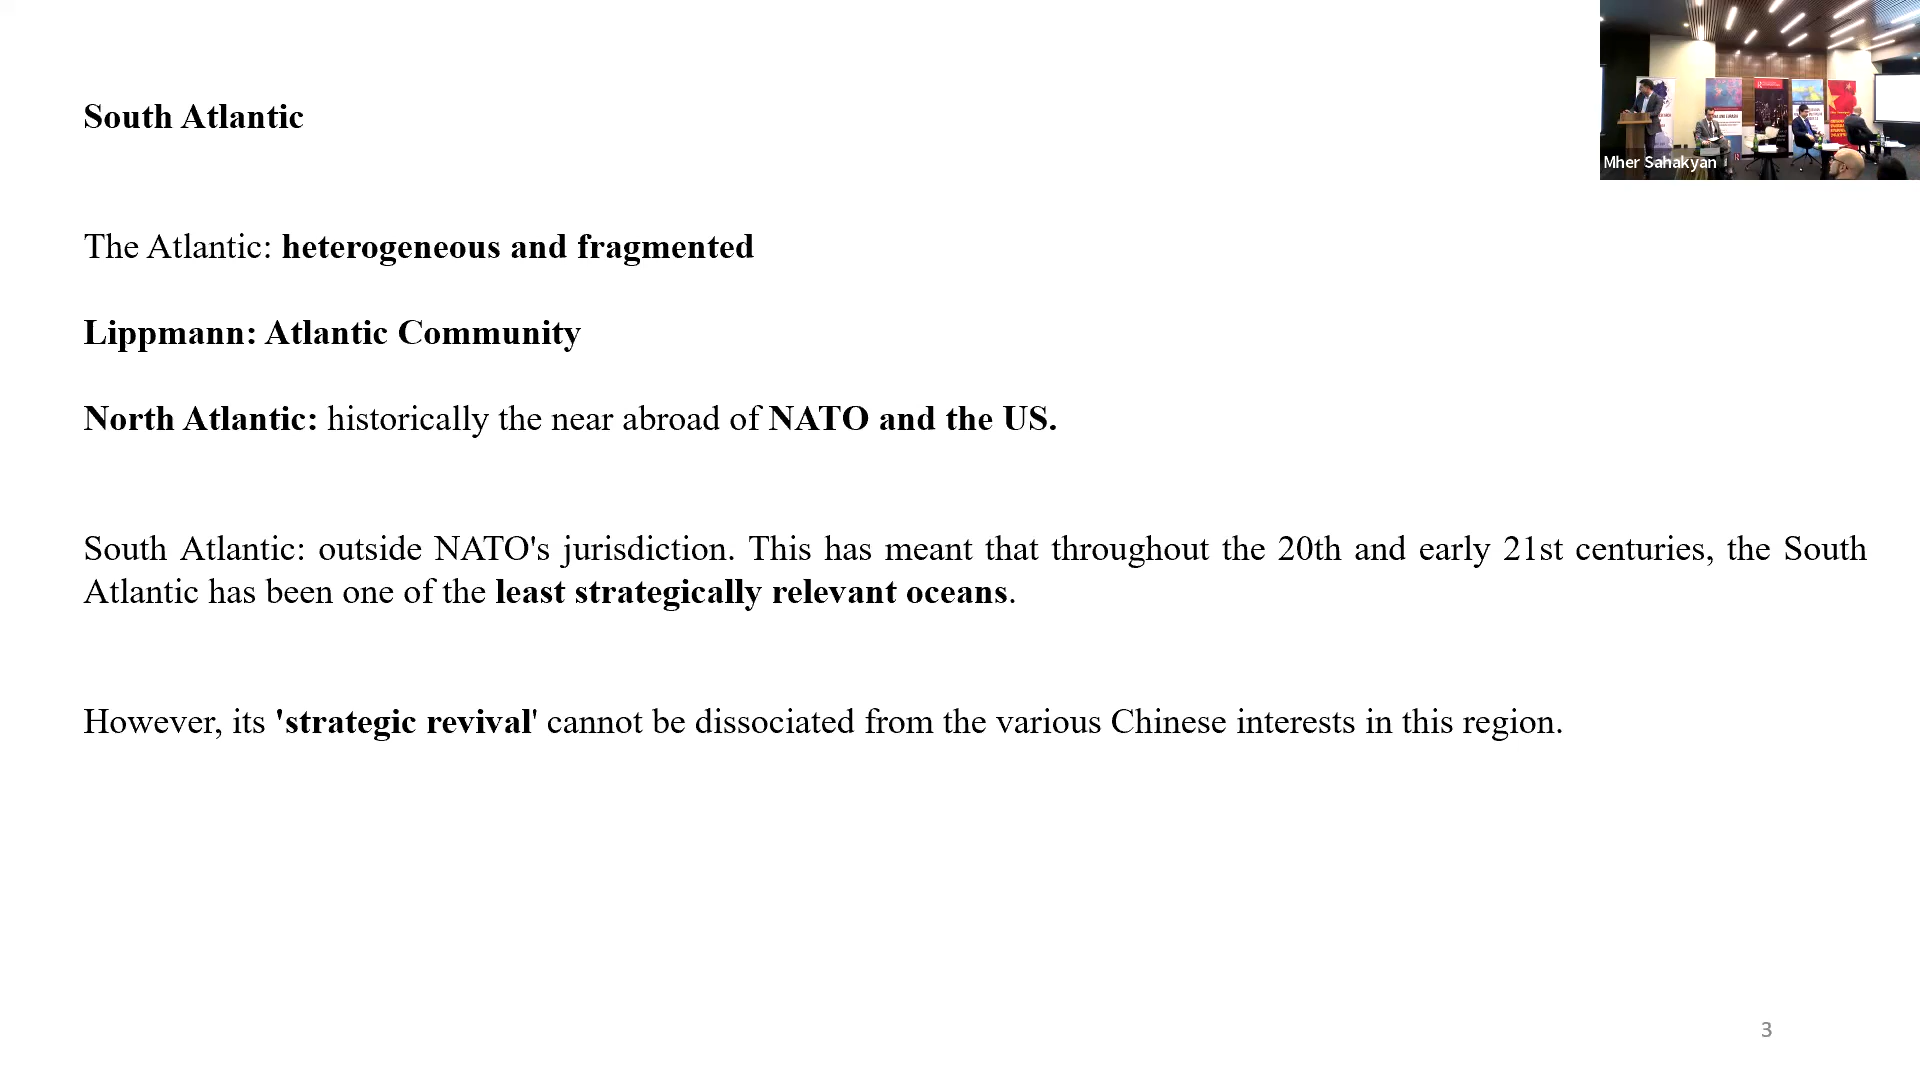 South Atlantic
The Atlantic: heterogeneous and fragmented
Lippmann: Atlantic Community
North Atlantic: historically the near abroad of NATO and the US.
South Atlantic: outside NATO's jurisdiction. This has meant that throughout the 20th and early 21st centuries, the South
Atlantic has been one of the least strategically relevant oceans.
However, its 'strategic revival' cannot be dissociated from the various Chinese interests in this region.
Mher Sahakyan
3